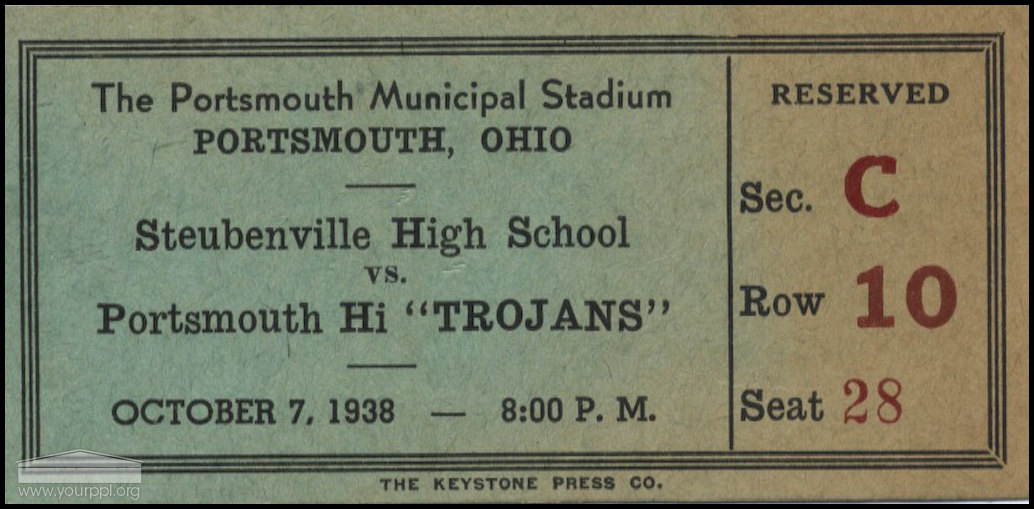 The Portsmouth Municipal Stadium
PORTSMOUTH, OHIO
Steubenville High School
vs.
Portsmouth Hi "TROJANS"
OCTOBER 7, 1938 — 8:00 P. M.
RESERVED
Sec. C
Row 10
Seat 28
THE KEYSTONE PRESS CO.
www.yourppl.org